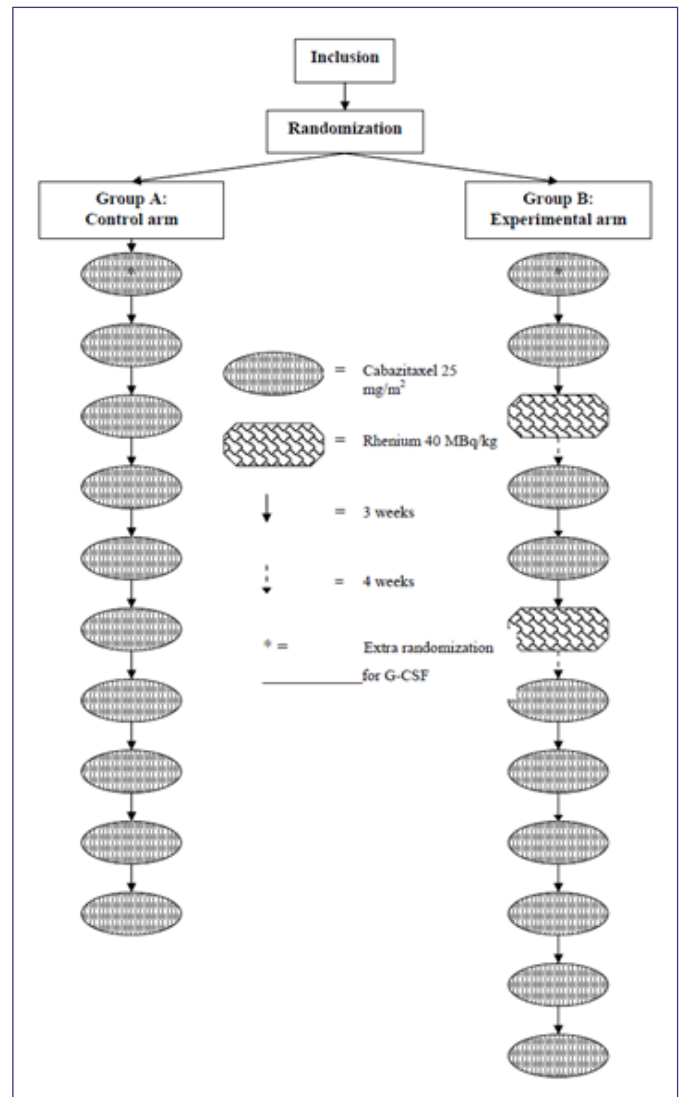 Inclusion
Randomization
Group A:
Control arm
Group B:
Experimental arm
*
*
= Cabazitaxel 25
mg/m²
= Rhenium 40 MBq/kg
= 3 weeks
= 4 weeks
* = Extra randomization
for G-CSF